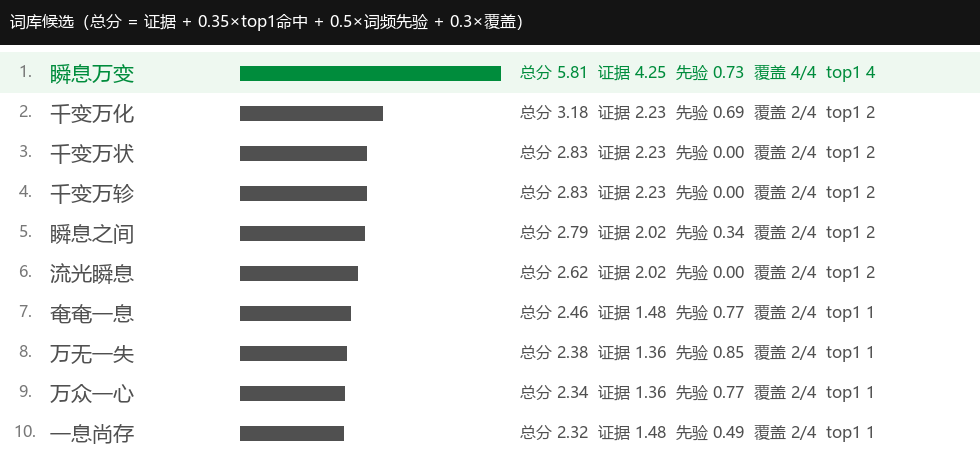 词库候选（总分 = 证据 + 0.35×top1命中 + 0.5×词频先验 + 0.3×覆盖）
1. 瞬息万变 总分 5.81 证据 4.25 先验 0.73 覆盖 4/4 top1 4
2. 千变万化 总分 3.18 证据 2.23 先验 0.69 覆盖 2/4 top1 2
3. 千变万状 总分 2.83 证据 2.23 先验 0.00 覆盖 2/4 top1 2
4. 千变万轸 总分 2.83 证据 2.23 先验 0.00 覆盖 2/4 top1 2
5. 瞬息之间 总分 2.79 证据 2.02 先验 0.34 覆盖 2/4 top1 2
6. 流光瞬息 总分 2.62 证据 2.02 先验 0.00 覆盖 2/4 top1 2
7. 奄奄一息 总分 2.46 证据 1.48 先验 0.77 覆盖 2/4 top1 1
8. 万无一失 总分 2.38 证据 1.36 先验 0.85 覆盖 2/4 top1 1
9. 万众一心 总分 2.34 证据 1.36 先验 0.77 覆盖 2/4 top1 1
10. 一息尚存 总分 2.32 证据 1.48 先验 0.49 覆盖 2/4 top1 1